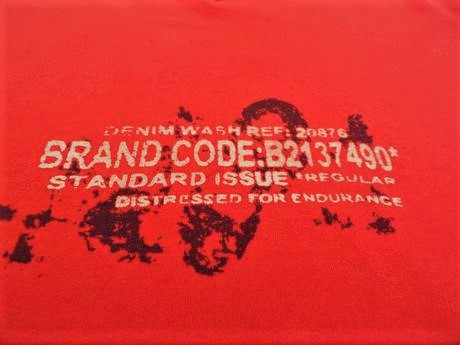 DENIM WASH REF: 20876
BRAND CODE:B2137490*
STANDARD ISSUE *REGULAR
DISTRESSED FOR ENDURANCE